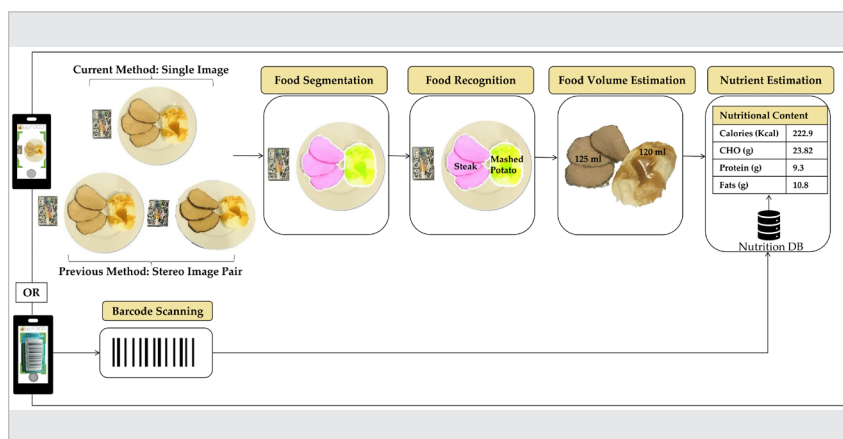 Current Method: Single Image
Previous Method: Stereo Image Pair
OR
Barcode Scanning
Food Segmentation
Food Recognition
Steak
Mashed
Potato
Food Volume Estimation
125 ml
120 ml
Nutrient Estimation
Nutritional Content
Calories (Kcal) 222.9
CHO (g) 23.82
Protein (g) 9.3
Fats (g) 10.8
Nutrition DB